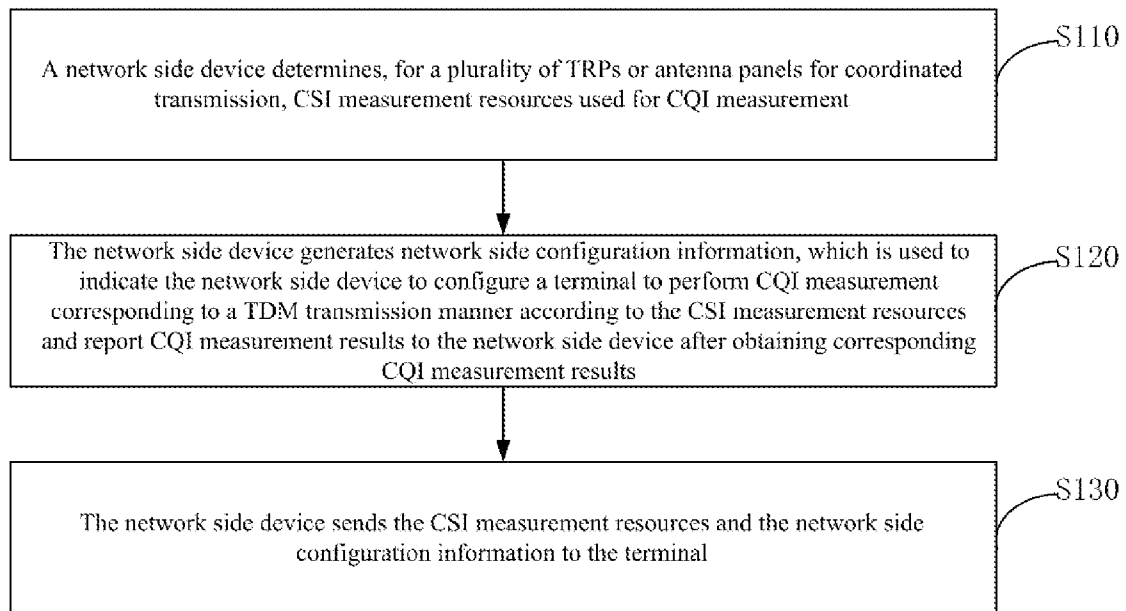 S110
A network side device determines, for a plurality of TRPs or antenna panels for coordinated
transmission, CSI measurement resources used for CQI measurement
S120
The network side device generates network side configuration information, which is used to
indicate the network side device to configure a terminal to perform CQI measurement
corresponding to a TDM transmission manner according to the CSI measurement resources
and report CQI measurement results to the network side device after obtaining corresponding
CQI measurement results
S130
The network side device sends the CSI measurement resources and the network side
configuration information to the terminal